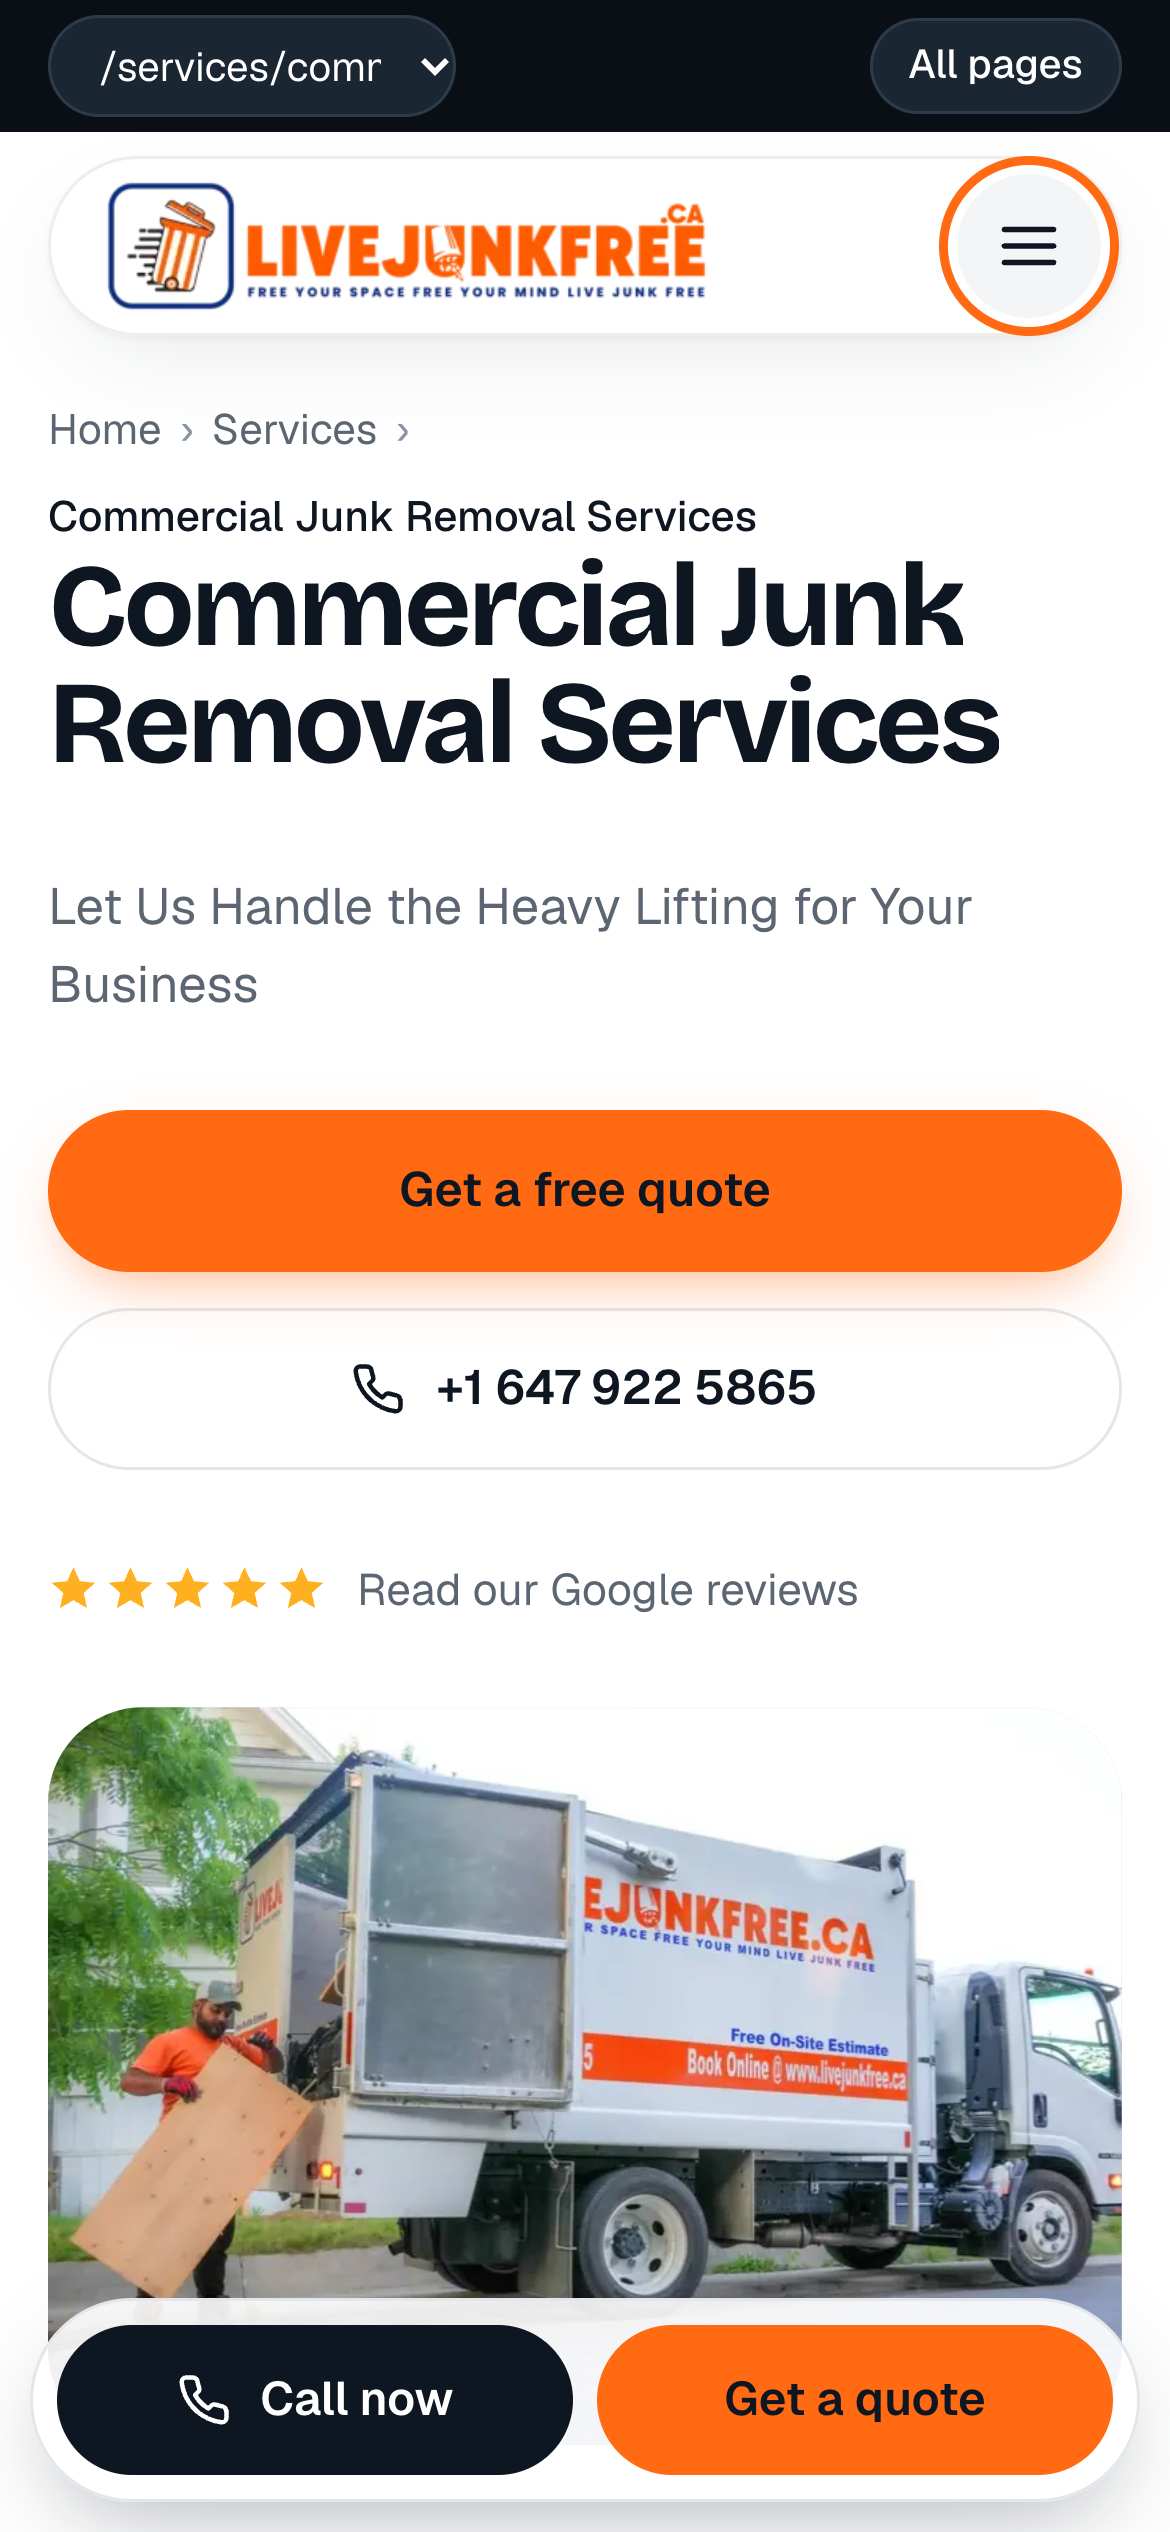 /services/comr
All pages
LIVEJUNKFREE
.CA
FREE YOUR SPACE FREE YOUR MIND LIVE JUNK FREE
Home › Services ›
Commercial Junk Removal Services
Commercial Junk
Removal Services
Let Us Handle the Heavy Lifting for Your
Business
Get a free quote
+1 647 922 5865
Read our Google reviews
LIVEJU
EJUNKFREE.CA
R SPACE FREE YOUR MIND LIVE JUNK FREE
Free On-Site Estimate
5 Book Online @ www.livejunkfree.ca
Call now
Get a quote